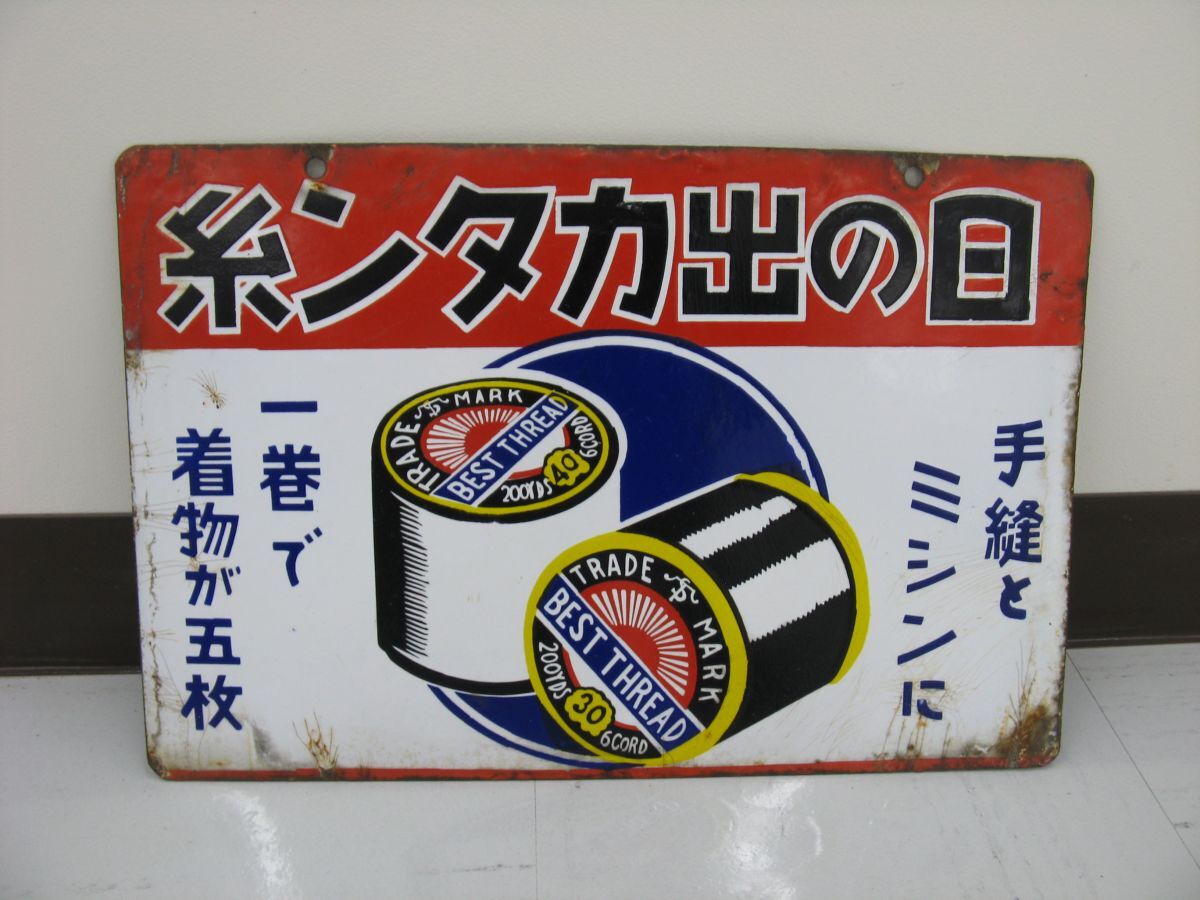 日の出カタン糸
手縫と
ミシンに
一巻で
着物が五枚
TRADE $ MARK
BEST THREAD
200YDS 40 6CORD
TRADE $ MARK
BEST THREAD
200YDS 30 6CORD